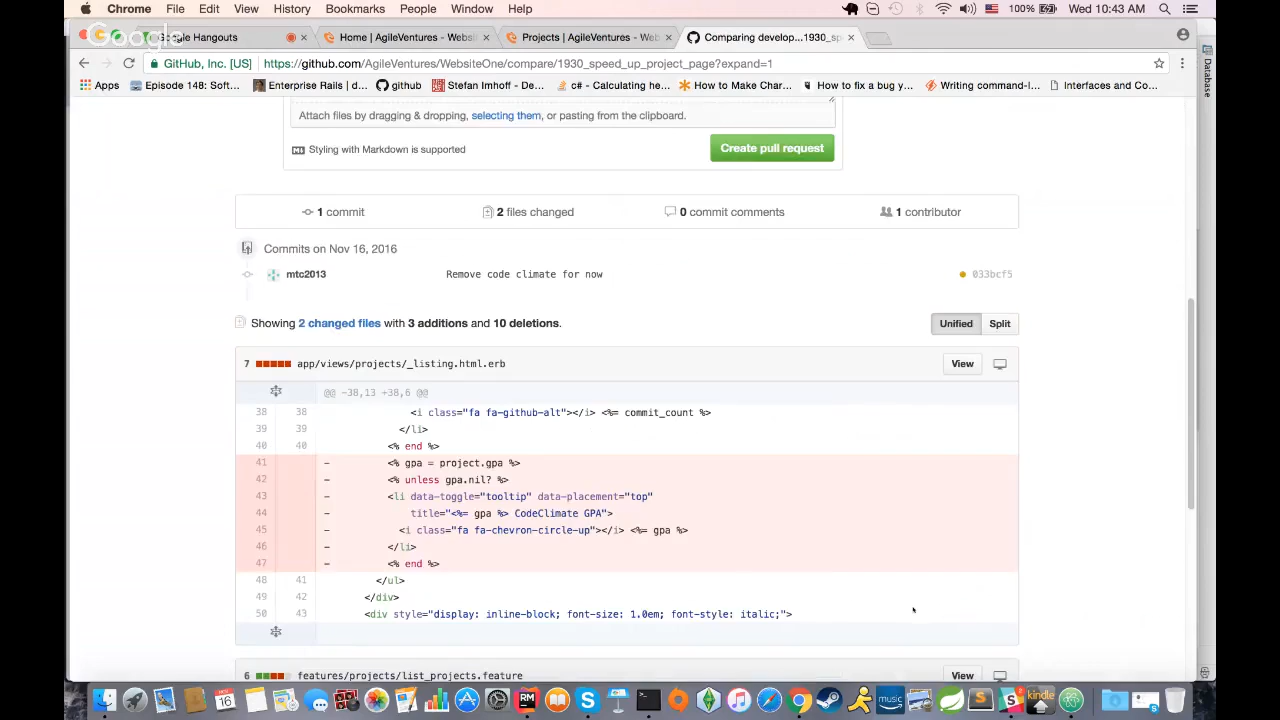 Chrome File Edit View History Bookmarks People Window Help 100% Wed 10:43 AM
Google
Google Hangouts
Home | AgileVentures - Websit
Projects | AgileVentures - Web
Comparing develop...1930_sp
GitHub, Inc. [US] https://github.com/AgileVentures/WebsiteOne/compare/1930_speed_up_project_page?expand=1
Apps Episode 148: Soft... Enterprise Rails | d... github Stefan Imhoff - De... c# - Calculating he... How to Make Char... How to fix a bug y... Writing command-l... Interfaces and Co...
Database
Attach files by dragging & dropping, selecting them, or pasting from the clipboard.
Styling with Markdown is supported
Create pull request
1 commit
2 files changed
0 commit comments
1 contributor
Commits on Nov 16, 2016
mtc2013 Remove code climate for now 033bcf5
Showing 2 changed files with 3 additions and 10 deletions.
Unified Split
7 app/views/projects/_listing.html.erb View
@@ -38,13 +38,6 @@
38 38 <i class="fa fa-github-alt"></i> <%= commit_count %>
39 39 </li>
40 40 <% end %>
41 - <% gpa = project.gpa %>
42 - <% unless gpa.nil? %>
43 - <li data-toggle="tooltip" data-placement="top"
44 - title="<%= gpa %> CodeClimate GPA">
45 - <i class="fa fa-chevron-circle-up"></i> <%= gpa %>
46 - </li>
47 - <% end %>
48 41 </ul>
49 42 </div>
50 43 <div style="display: inline-block; font-size: 1.0em; font-style: italic;">
6 features/projects/list_projects.feature View
16
RM
music
kindle